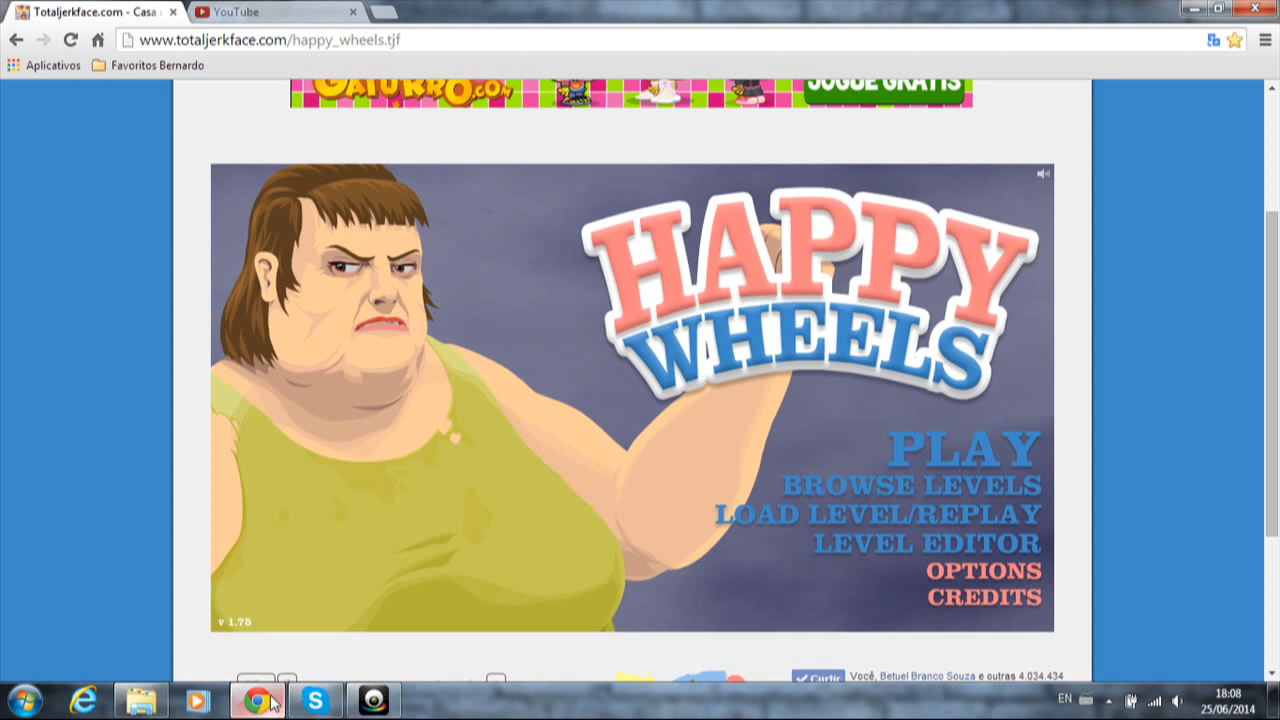 Totaljerkface.com - Casa
YouTube
www.totaljerkface.com/happy_wheels.tjf
Aplicativos
Favoritos Bernardo
GATURRO.COM
JOGUE GRÁTIS
HAPPY
WHEELS
PLAY
BROWSE LEVELS
LOAD LEVEL/REPLAY
LEVEL EDITOR
OPTIONS
CREDITS
v 1.75
Curtir
Você, Betuel Branco Souza e outras 4.034.434
EN
18:08
25/06/2014